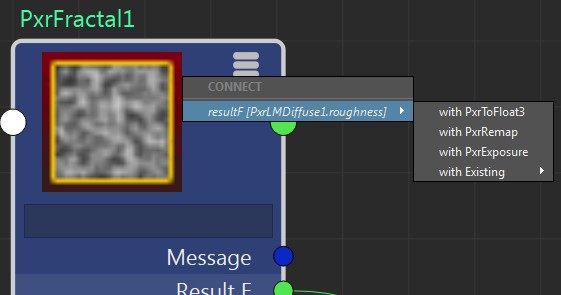 PxrFractal1
CONNECT
resultF [PxrLMDiffuse1.roughness]
with PxrToFloat3
with PxrRemap
with PxrExposure
with Existing
Message
Result F